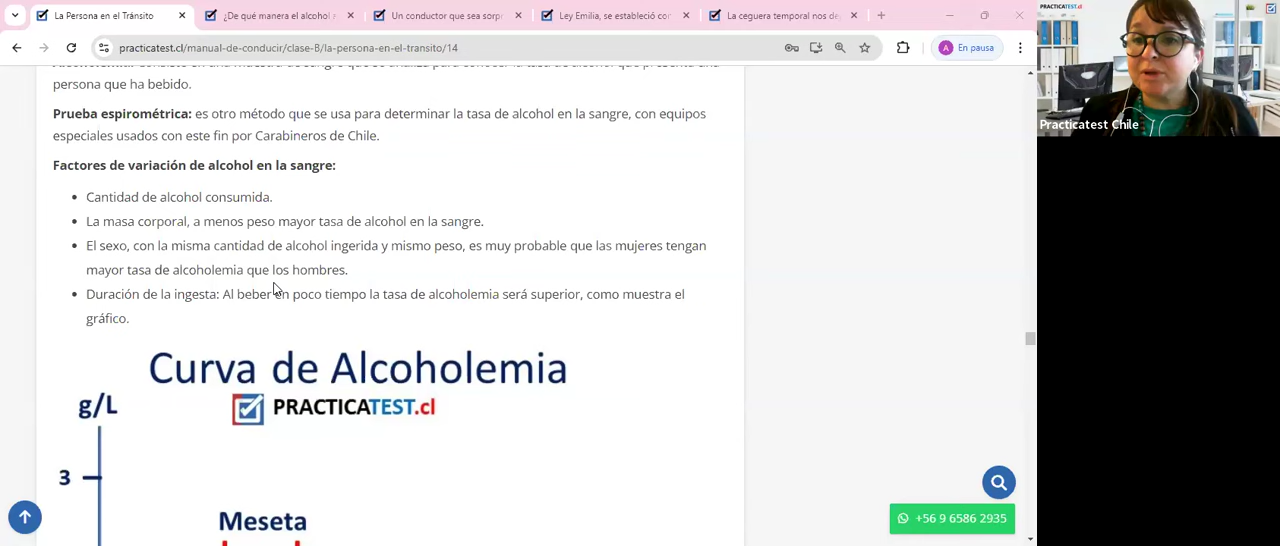 La Persona en el Tránsito
¿De qué manera el alcohol a
Un conductor que sea sorpr
Ley Emilia, se estableció cor
La ceguera temporal nos de
practicatest.cl/manual-de-conducir/clase-B/la-persona-en-el-transito/14
A
En pausa
persona que ha bebido.
Prueba espirométrica: es otro método que se usa para determinar la tasa de alcohol en la sangre, con equipos
especiales usados con este fin por Carabineros de Chile.
Factores de variación de alcohol en la sangre:
Cantidad de alcohol consumida.
La masa corporal, a menos peso mayor tasa de alcohol en la sangre.
El sexo, con la misma cantidad de alcohol ingerida y mismo peso, es muy probable que las mujeres tengan
mayor tasa de alcoholemia que los hombres.
Duración de la ingesta: Al beber en poco tiempo la tasa de alcoholemia será superior, como muestra el
gráfico.
Curva de Alcoholemia
g/L
PRACTICATEST.cl
3
Meseta
+56 9 6586 2935
PRACTICATEST.cl
Practicatest Chile